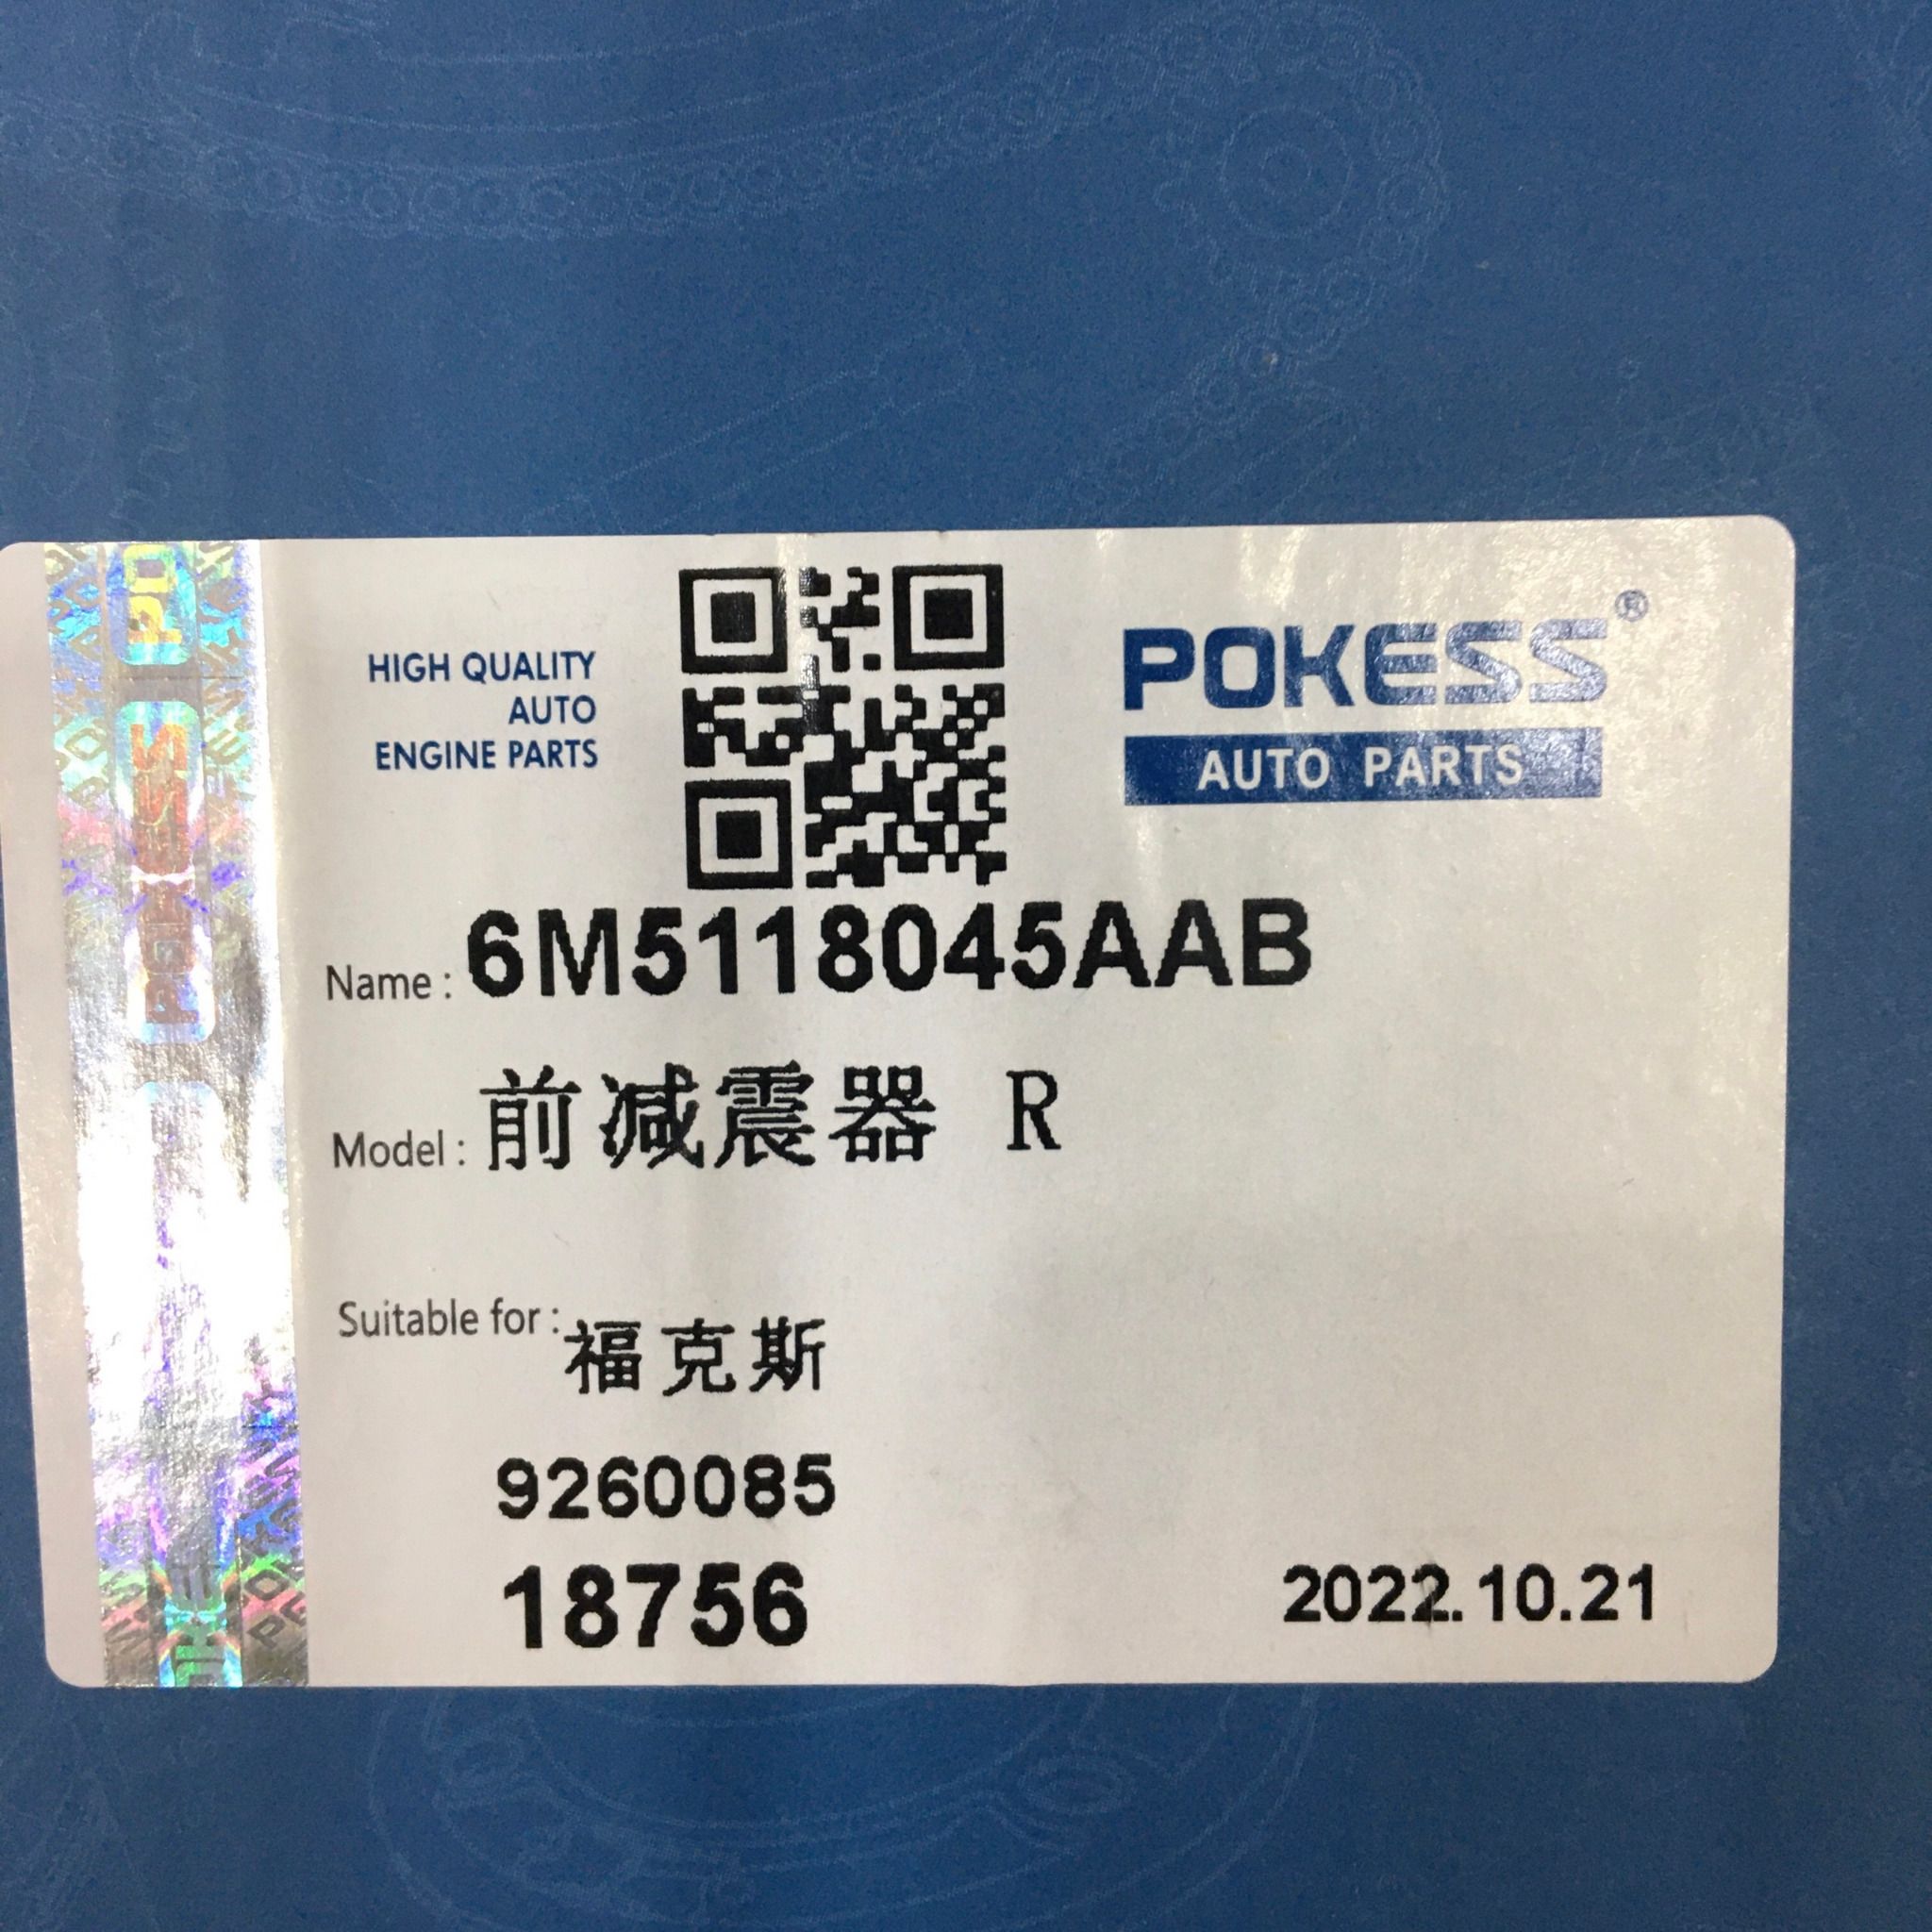 HIGH QUALITY
AUTO
ENGINE PARTS
POKESS®
AUTO PARTS
Name : 6M5118045AAB
Model : 前减震器 R
Suitable for : 福克斯
9260085
18756
2022.10.21
POKESS